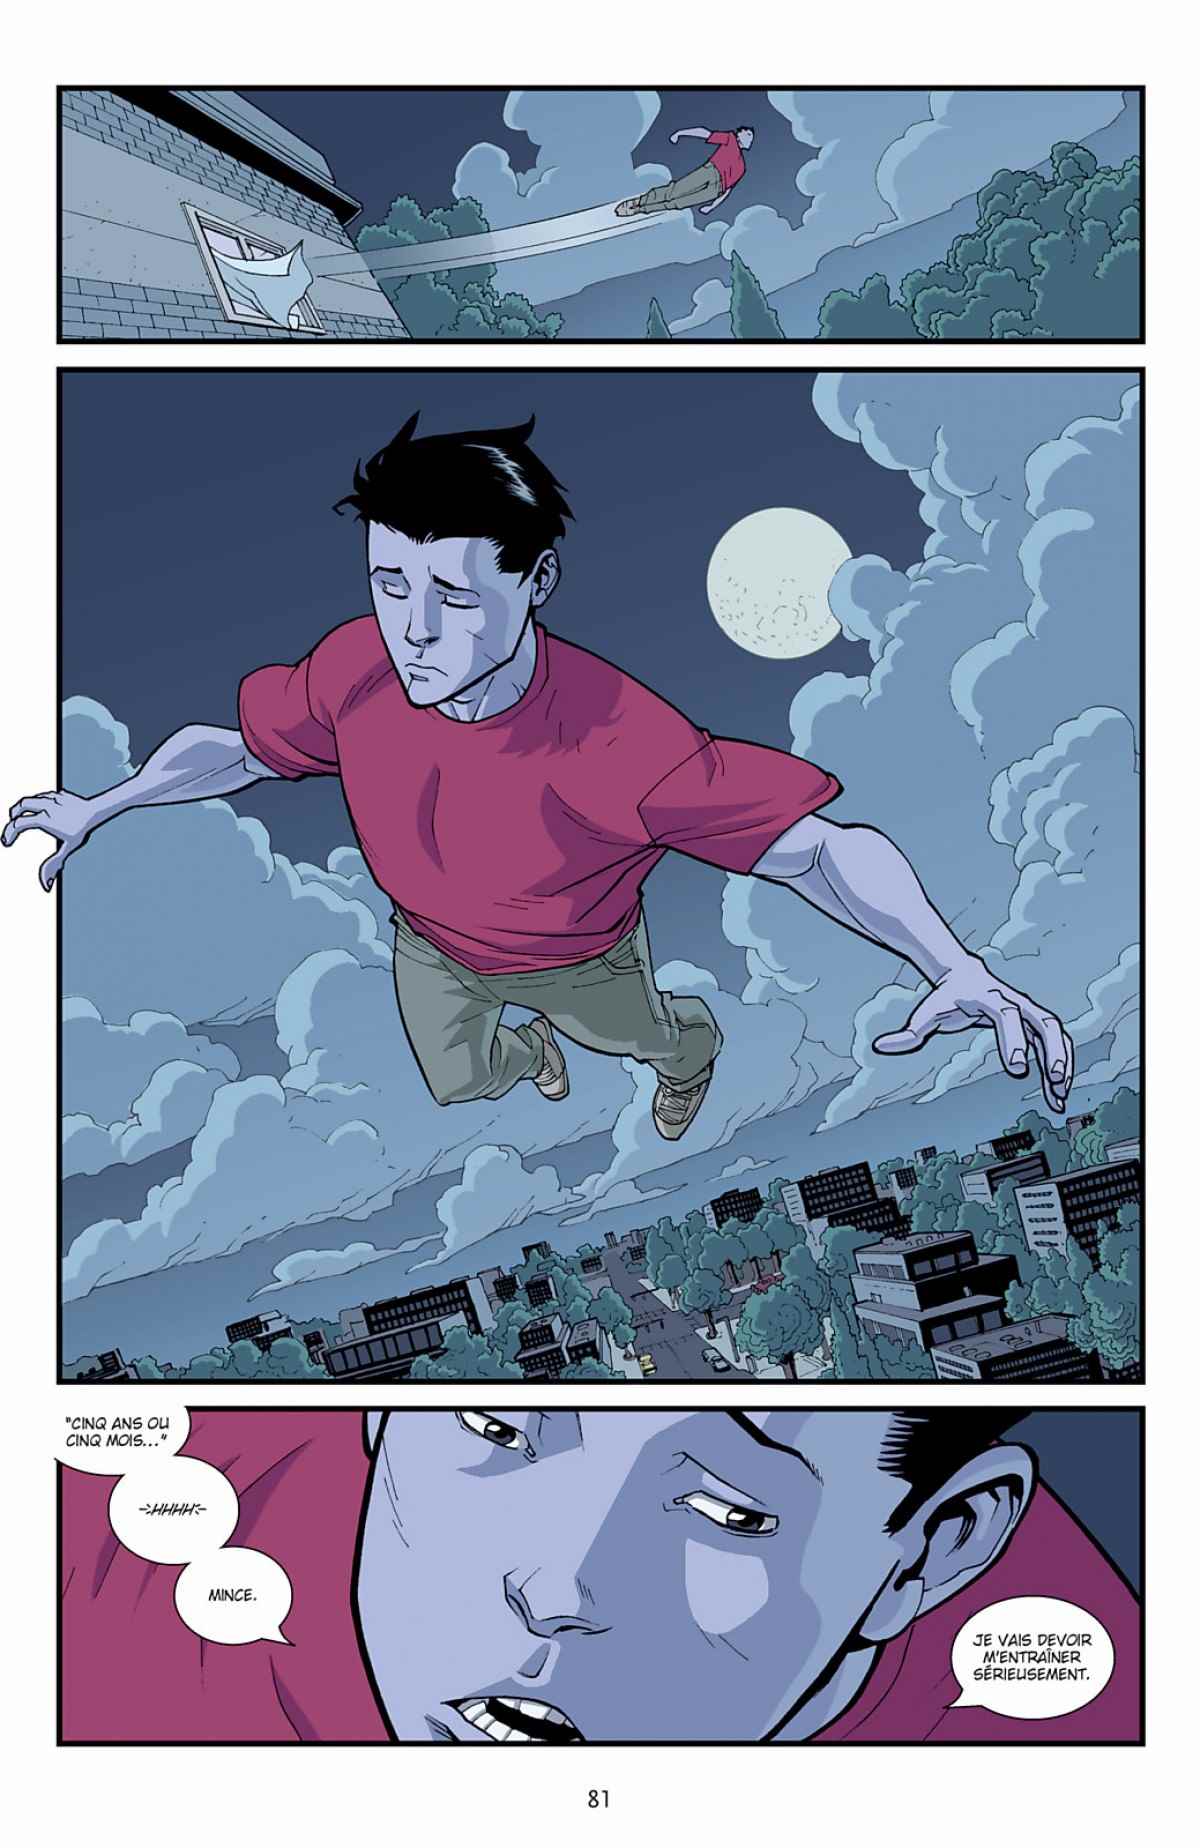 "CINQ ANS OU
CINQ MOIS..."
-HHHH-
MINCE.
JE VAIS DEVOIR
M'ENTRAÎNER
SÉRIEUSEMENT.
81